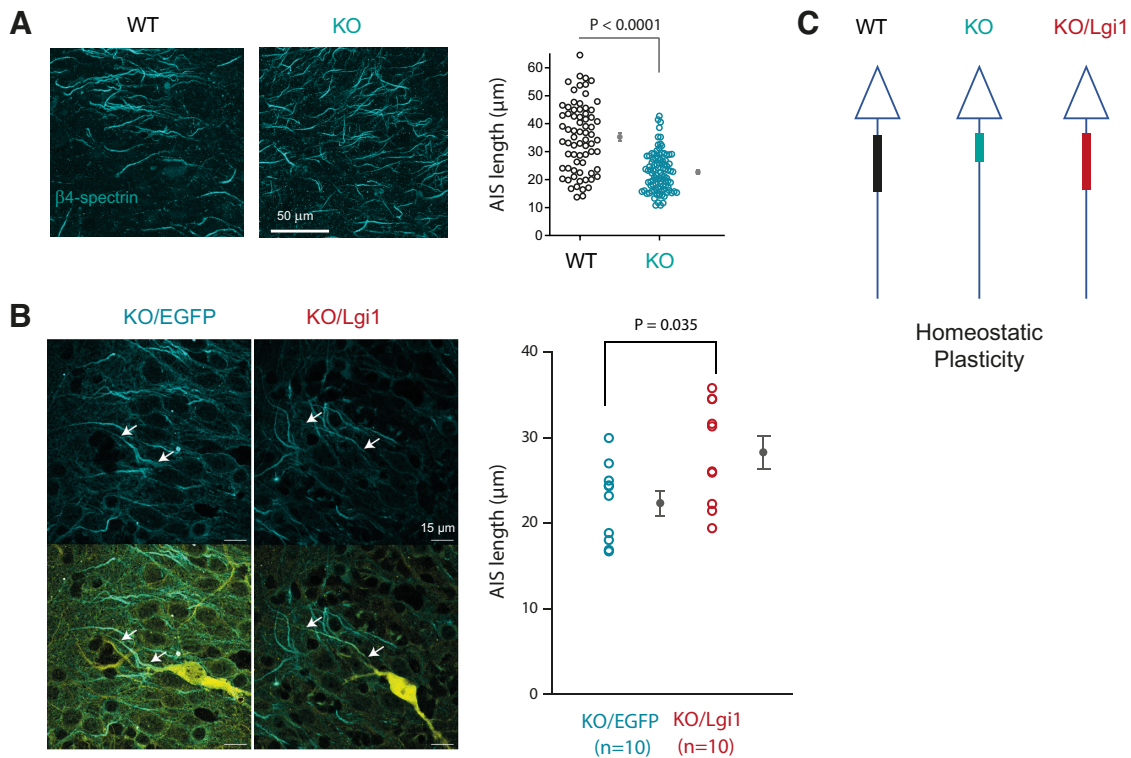 A
WT
KO
β4-spectrin
50 μm
P < 0.0001
AIS length (μm)
60
50
40
30
20
10
0
WT
KO
C
WT
KO
KO/Lgi1
Homeostatic
Plasticity
B
KO/EGFP
KO/Lgi1
15 μm
P = 0.035
AIS length (μm)
40
30
20
10
0
KO/EGFP
(n=10)
KO/Lgi1
(n=10)